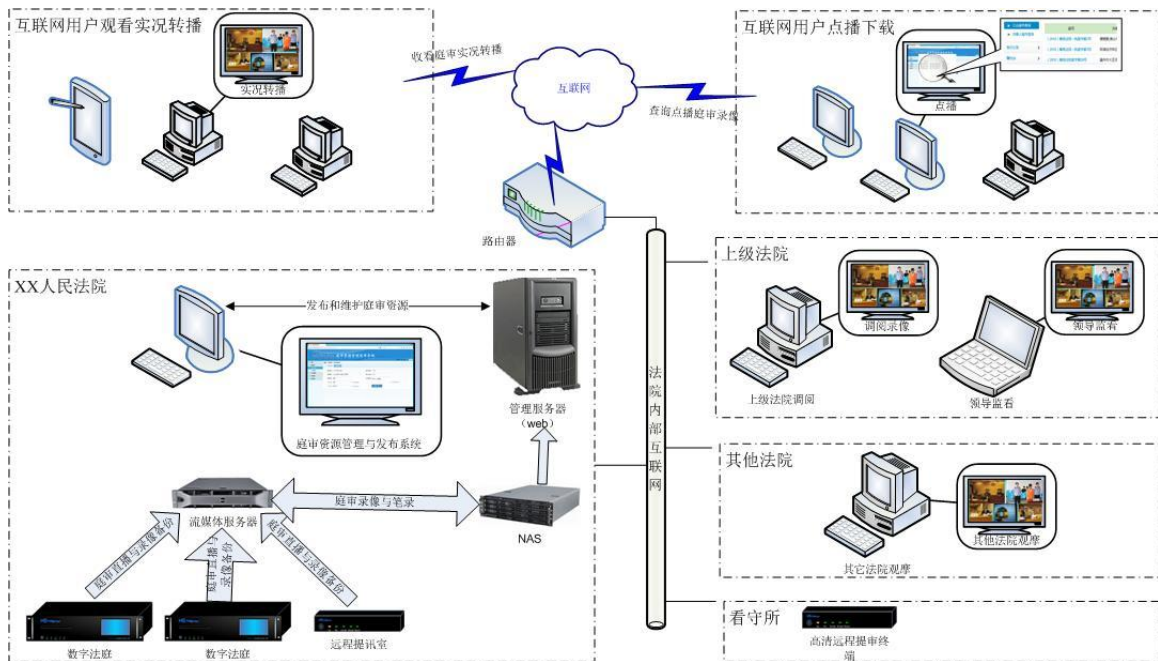 互联网用户观看实况转播
实况转播
收看庭审实况转播
互联网
查询点播庭审录像
互联网用户点播下载
点播
路由器
XX人民法院
发布和维护庭审资源
庭审资源管理与发布系统
管理服务器
（web）
流媒体服务器
庭审录像与笔录
NAS
庭审直播与录像备份
庭审直播与
录像备份
庭审直播与录像备份
数字法庭
数字法庭
远程提讯室
法院内部互联网
上级法院
调阅录像
上级法院调阅
领导监看
领导监看
其他法院
其他法院观摩
其它法院观摩
看守所
高清远程提审终
端